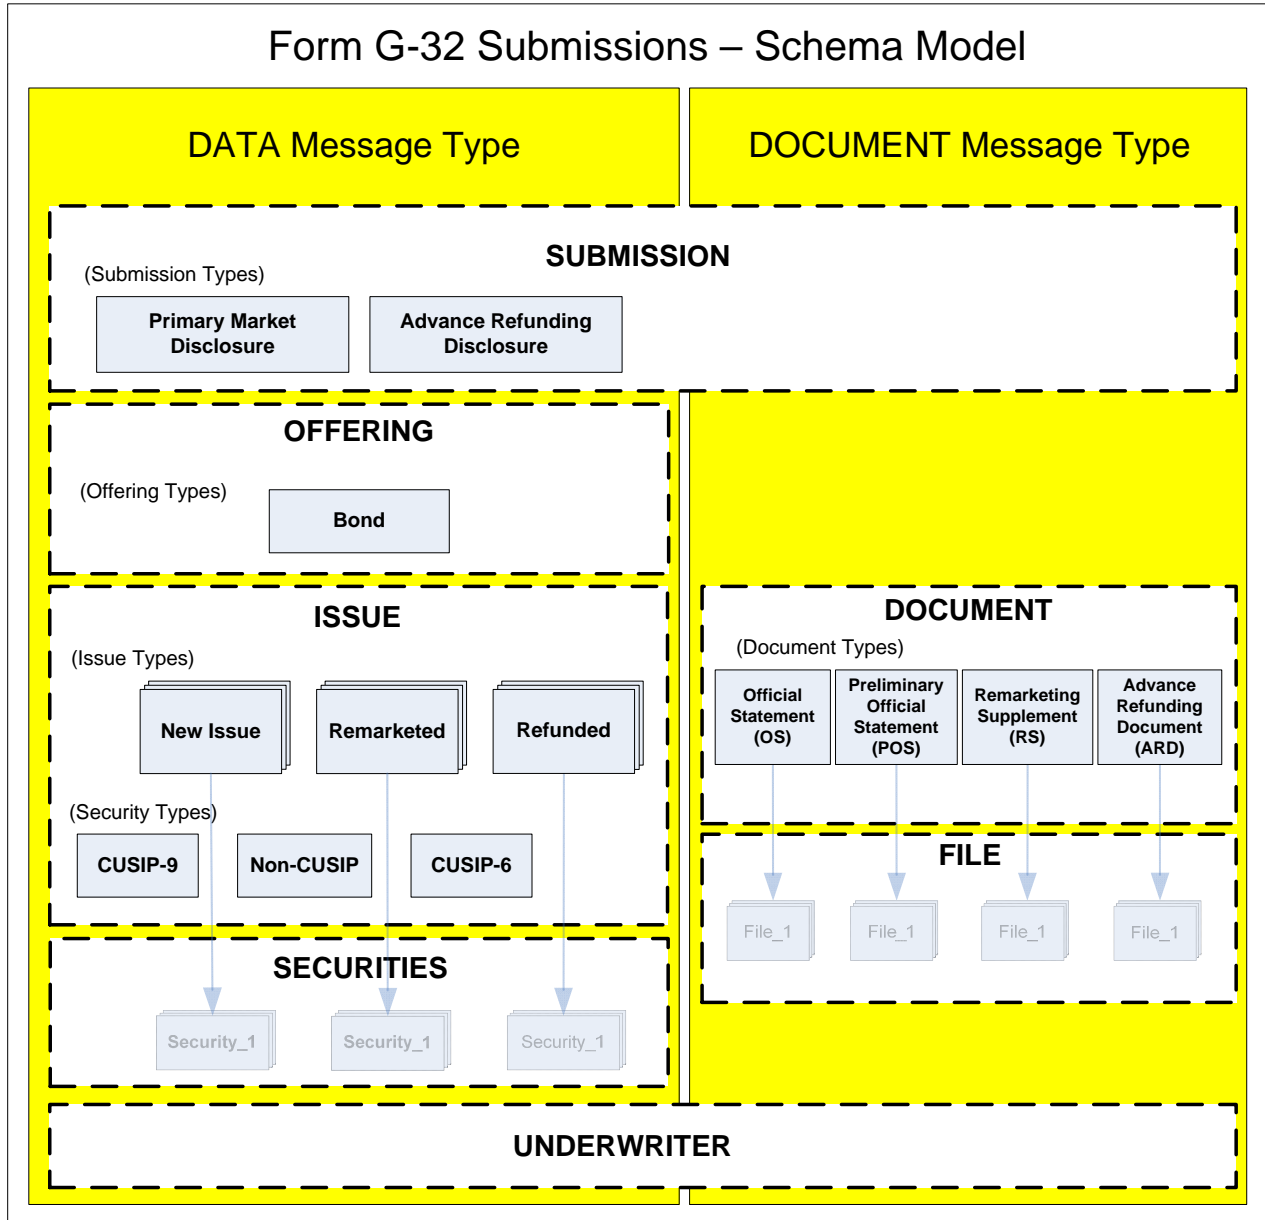 Form G-32 Submissions – Schema Model
DATA Message Type
DOCUMENT Message Type
SUBMISSION
(Submission Types)
Primary Market
Disclosure
Advance Refunding
Disclosure
OFFERING
(Offering Types)
Bond
ISSUE
(Issue Types)
New Issue
Remarketed
Refunded
(Security Types)
CUSIP-9
Non-CUSIP
CUSIP-6
SECURITIES
Security_1
Security_1
Security_1
DOCUMENT
(Document Types)
Official
Statement
(OS)
Preliminary
Official
Statement
(POS)
Remarketing
Supplement
(RS)
Advance
Refunding
Document
(ARD)
FILE
File_1
File_1
File_1
File_1
UNDERWRITER